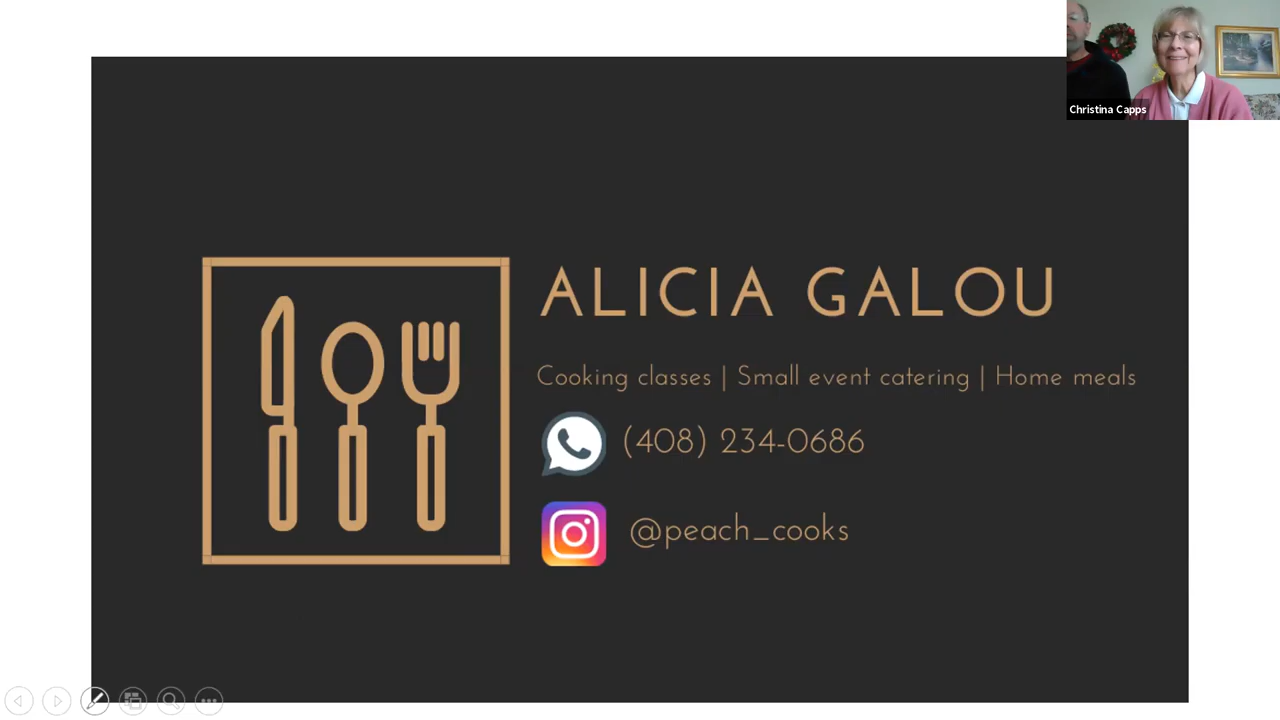 Christina Capps
ALICIA GALOU
Cooking classes | Small event catering | Home meals
(408) 234-0686
@peach_cooks